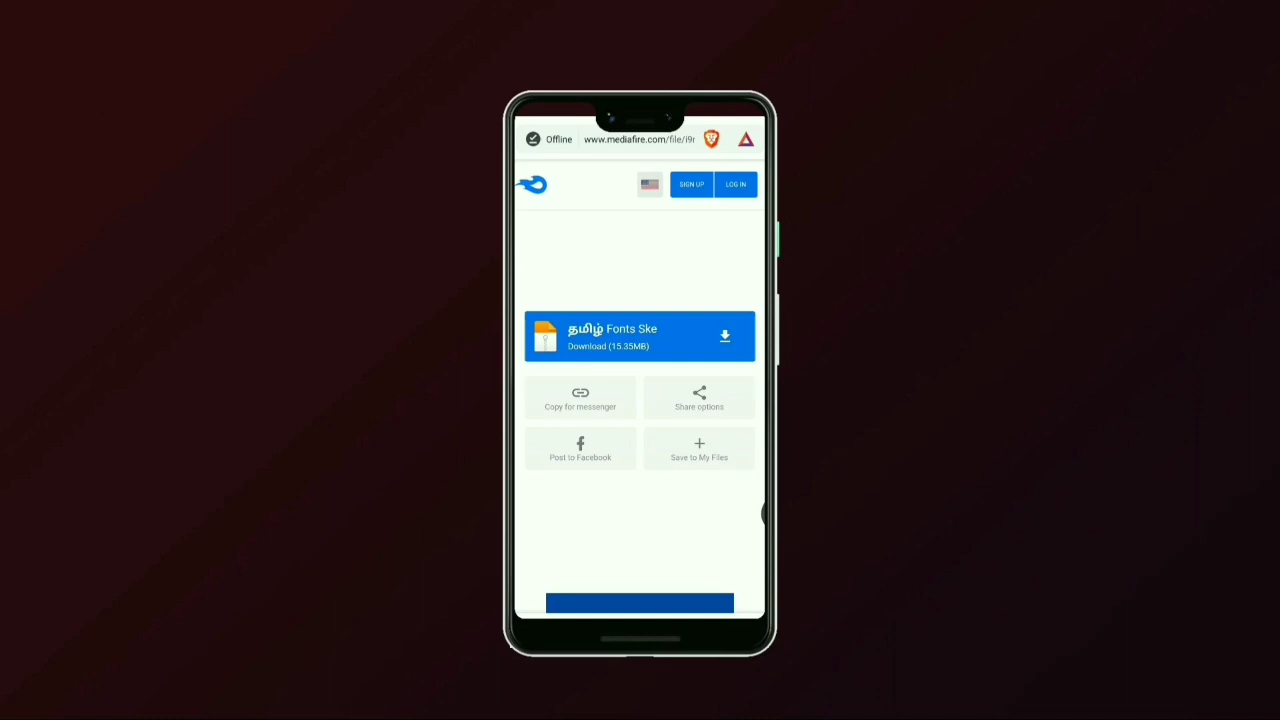 Offline www.mediafire.com/file/i9r
SIGN UP LOG IN
தமிழ் Fonts Ske
Download (15.35MB)
Copy for messenger Share options
Post to Facebook Save to My Files